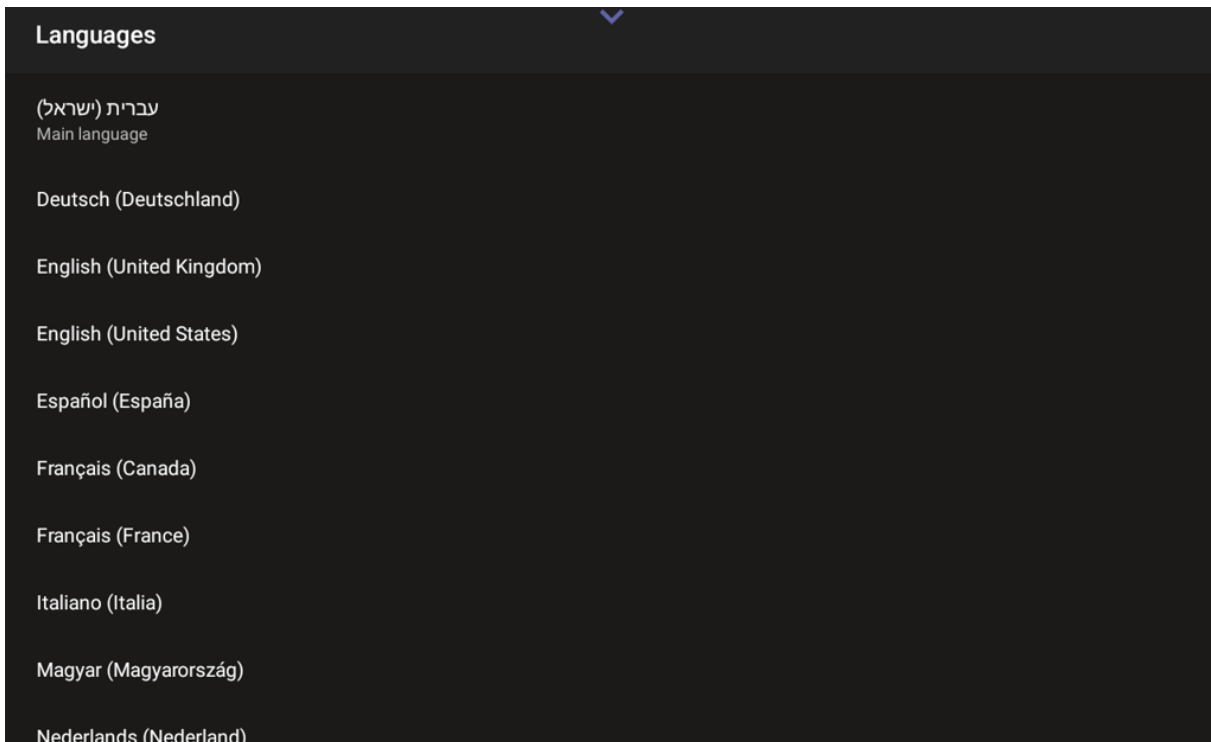 Languages
עברית (ישראל)
Main language
Deutsch (Deutschland)
English (United Kingdom)
English (United States)
Español (España)
Français (Canada)
Français (France)
Italiano (Italia)
Magyar (Magyarország)
Nederlands (Nederland)